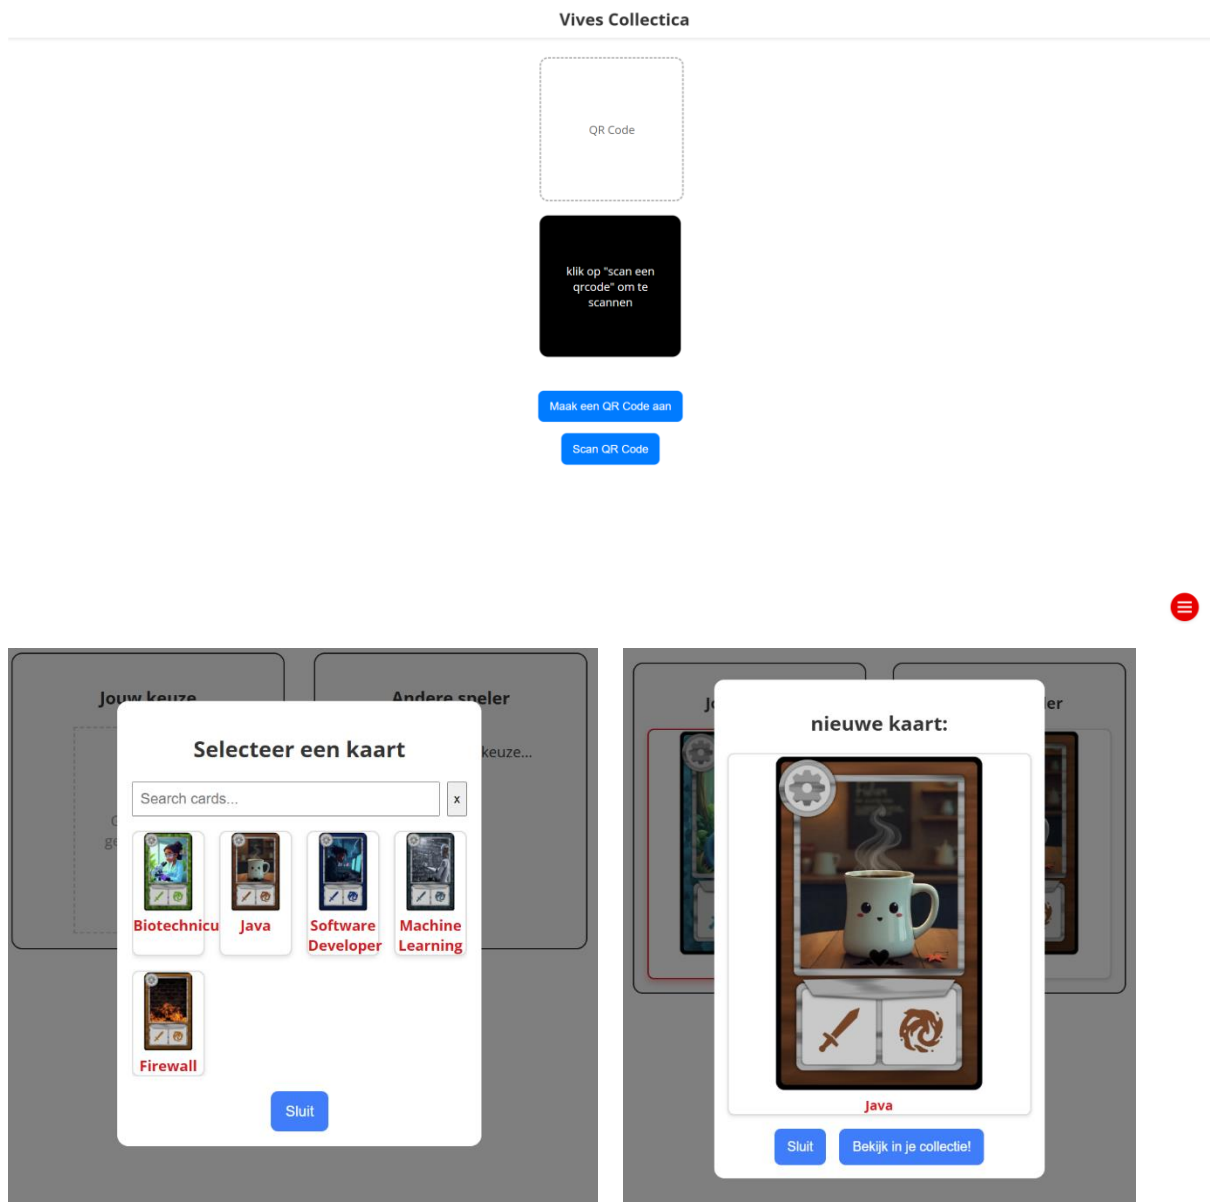 Vives Collectica
QR Code
klik op "scan een
qrcode" om te
scannen
Maak een QR Code aan
Scan QR Code
Jouw keuze
Andere speler
keuze...
Selecteer een kaart
Search cards...
x
Biotechnicu
Java
Software
Developer
Machine
Learning
Firewall
Sluit
nieuwe kaart:
Java
Sluit
Bekijk in je collectie!